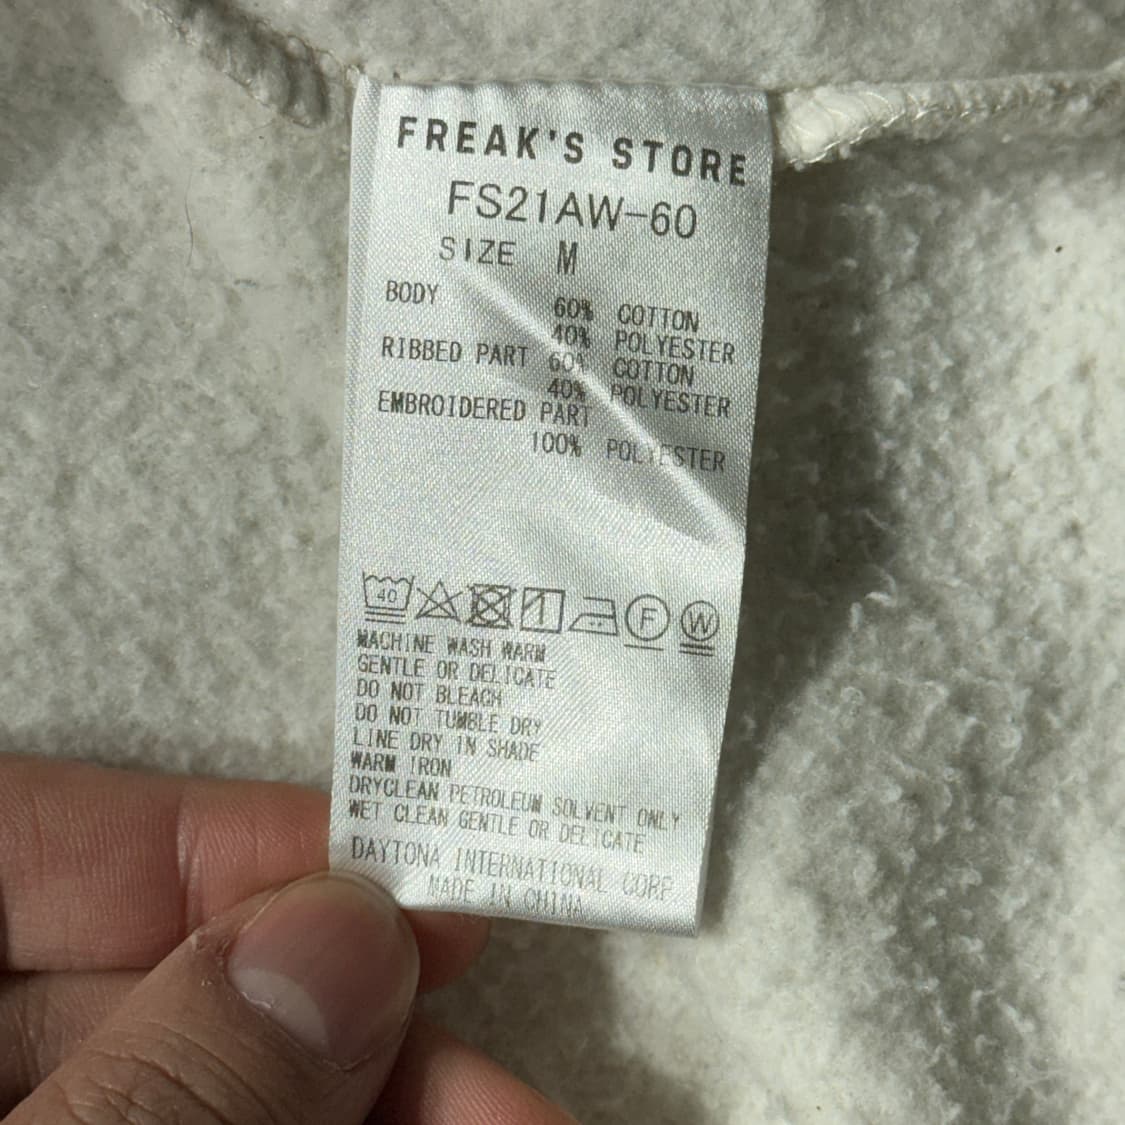 FREAK'S STORE
FS21AW-60
SIZE M
BODY 60% COTTON
40% POLYESTER
RIBBED PART 60% COTTON
40% POLYESTER
EMBROIDERED PART
100% POLYESTER
40 F W
MACHINE WASH WARM
GENTLE OR DELICATE
DO NOT BLEACH
DO NOT TUMBLE DRY
LINE DRY IN SHADE
WARM IRON
DRYCLEAN PETROLEUM SOLVENT ONLY
WET CLEAN GENTLE OR DELICATE
DAYTONA INTERNATIONAL CORP
MADE IN CHINA